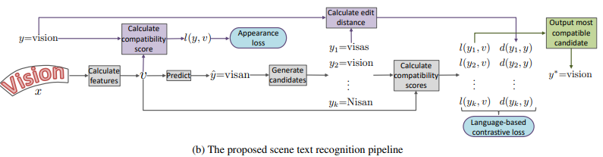 Calculate edit distance
Calculate compatibility score
y=vision
l(y, v)
Appearance loss
Output most compatible candidate
y₁=visas
y₂=vision
⋮
yₖ=Nisan
l(y₁, v) d(y₁, y)
l(y₂, v) d(y₂, y)
⋮ ⋮
l(yₖ, v) d(yₖ, y)
Vision
x
Calculate features
v
Predict
ŷ=visan
Generate candidates
Calculate compatibility scores
y*=vision
Language-based contrastive loss
(b) The proposed scene text recognition pipeline